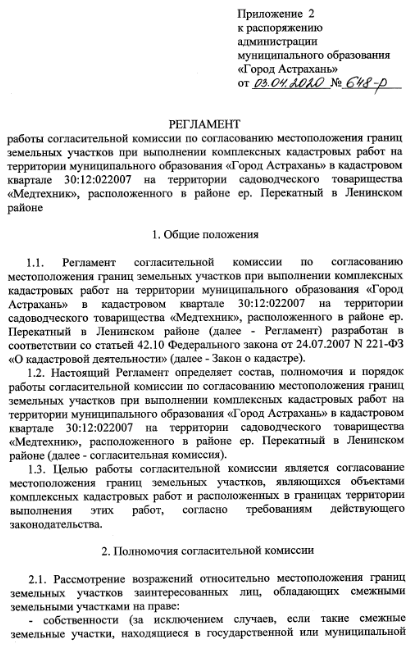 Приложение 2
к распоряжению
администрации
муниципального образования
«Город Астрахань»
от 03.04.2020 № 648-р
РЕГЛАМЕНТ
работы согласительной комиссии по согласованию местоположения границ
земельных участков при выполнении комплексных кадастровых работ на
территории муниципального образования «Город Астрахань» в кадастровом
квартале 30:12:022007 на территории садоводческого товарищества
«Медтехник», расположенного в районе ер. Перекатный в Ленинском
районе
1. Общие положения
1.1. Регламент согласительной комиссии по согласованию
местоположения границ земельных участков при выполнении комплексных
кадастровых работ на территории муниципального образования «Город
Астрахань» в кадастровом квартале 30:12:022007 на территории
садоводческого товарищества «Медтехник», расположенного в районе ер.
Перекатный в Ленинском районе (далее - Регламент) разработан в
соответствии со статьей 42.10 Федерального закона от 24.07.2007 N 221-ФЗ
«О кадастровой деятельности» (далее - Закон о кадастре).
1.2. Настоящий Регламент определяет состав, полномочия и порядок
работы согласительной комиссии по согласованию местоположения границ
земельных участков при выполнении комплексных кадастровых работ на
территории муниципального образования «Город Астрахань» в кадастровом
квартале 30:12:022007 на территории садоводческого товарищества
«Медтехник», расположенного в районе ер. Перекатный в Ленинском
районе (далее - согласительная комиссия).
1.3. Целью работы согласительной комиссии является согласование
местоположения границ земельных участков, являющихся объектами
комплексных кадастровых работ и расположенных в границах территории
выполнения этих работ, согласно требованиям действующего
законодательства.
2. Полномочия согласительной комиссии
2.1. Рассмотрение возражений относительно местоположения границ
земельных участков заинтересованных лиц, обладающих смежными
земельными участками на праве:
- собственности (за исключением случаев, если такие смежные
земельные участки, находящиеся в государственной или муниципальной